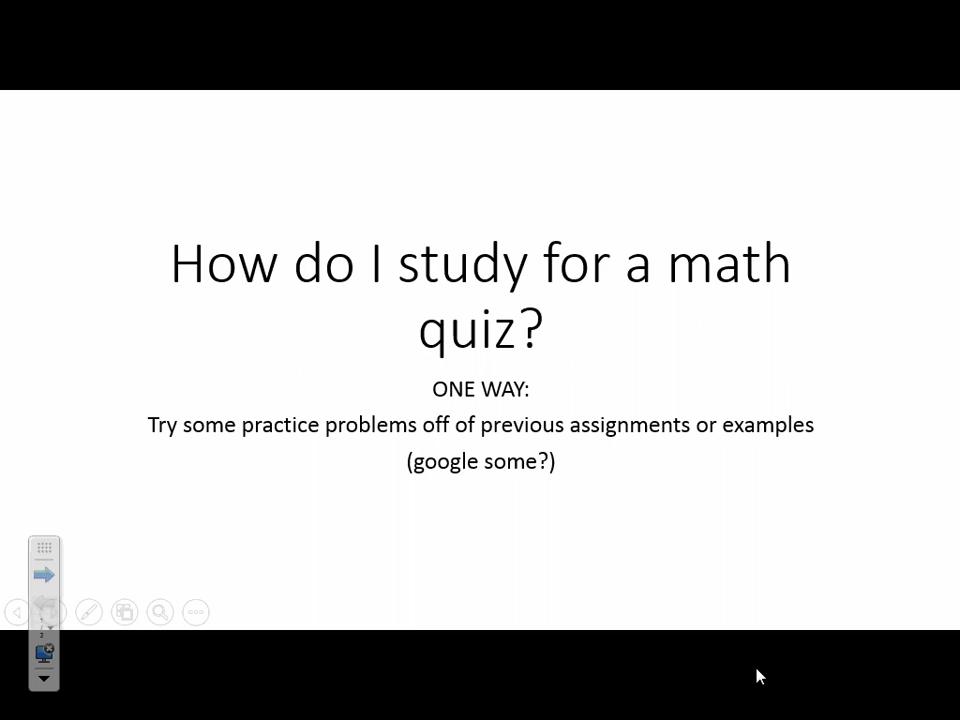 How do I study for a math
quiz?
ONE WAY:
Try some practice problems off of previous assignments or examples
(google some?)